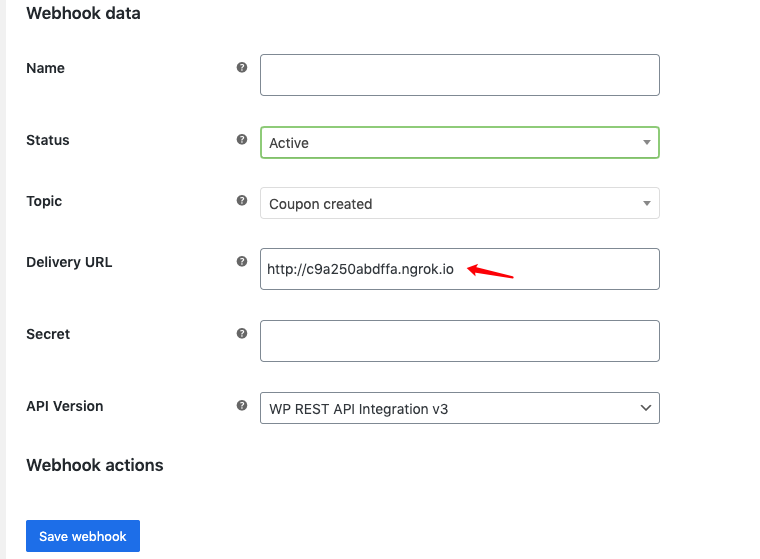 Webhook data
Name
Status
Active
Topic
Coupon created
Delivery URL
http://c9a250abdffa.ngrok.io
Secret
API Version
WP REST API Integration v3
Webhook actions
Save webhook